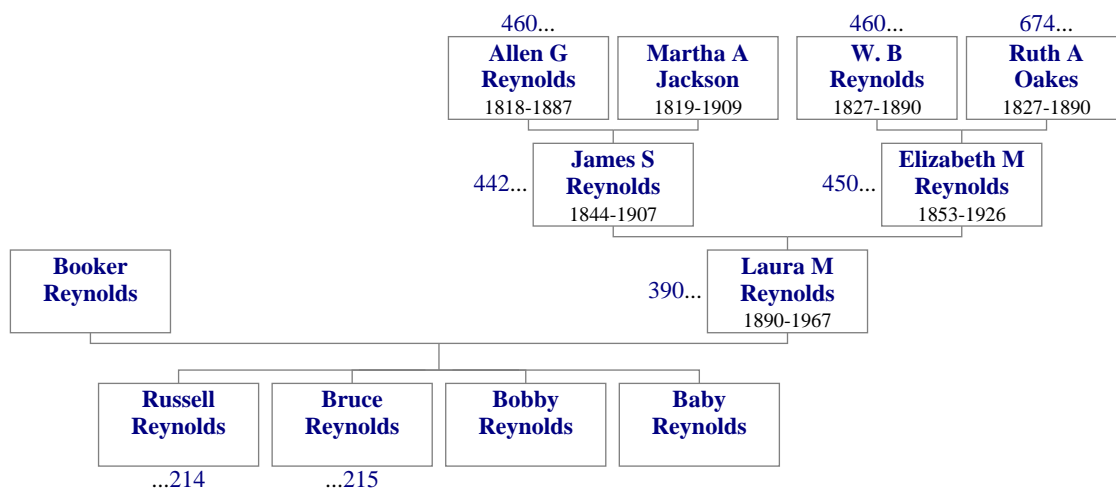 460...
Allen G
Reynolds
1818-1887
Martha A
Jackson
1819-1909
460...
W. B
Reynolds
1827-1890
674...
Ruth A
Oakes
1827-1890
442...
James S
Reynolds
1844-1907
450...
Elizabeth M
Reynolds
1853-1926
Booker
Reynolds
390...
Laura M
Reynolds
1890-1967
Russell
Reynolds
...214
Bruce
Reynolds
...215
Bobby
Reynolds
Baby
Reynolds